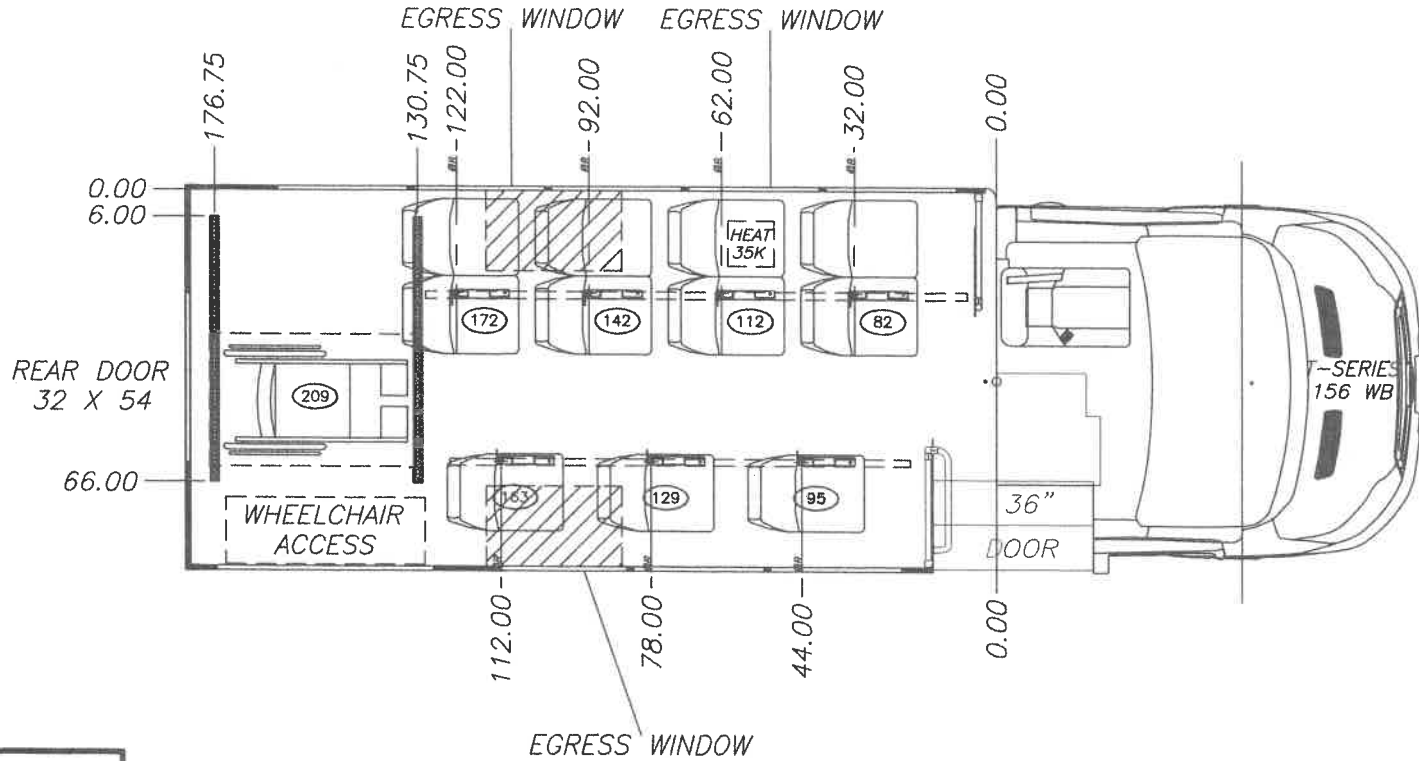 EGRESS WINDOW
EGRESS WINDOW
176.75
130.75
122.00
92.00
62.00
32.00
0.00
0.00
6.00
HEAT
35K
172
142
112
82
REAR DOOR
32 X 54
209
T-SERIES
156 WB
66.00
163
129
95
WHEELCHAIR
ACCESS
36"
DOOR
112.00
78.00
44.00
0.00
EGRESS WINDOW